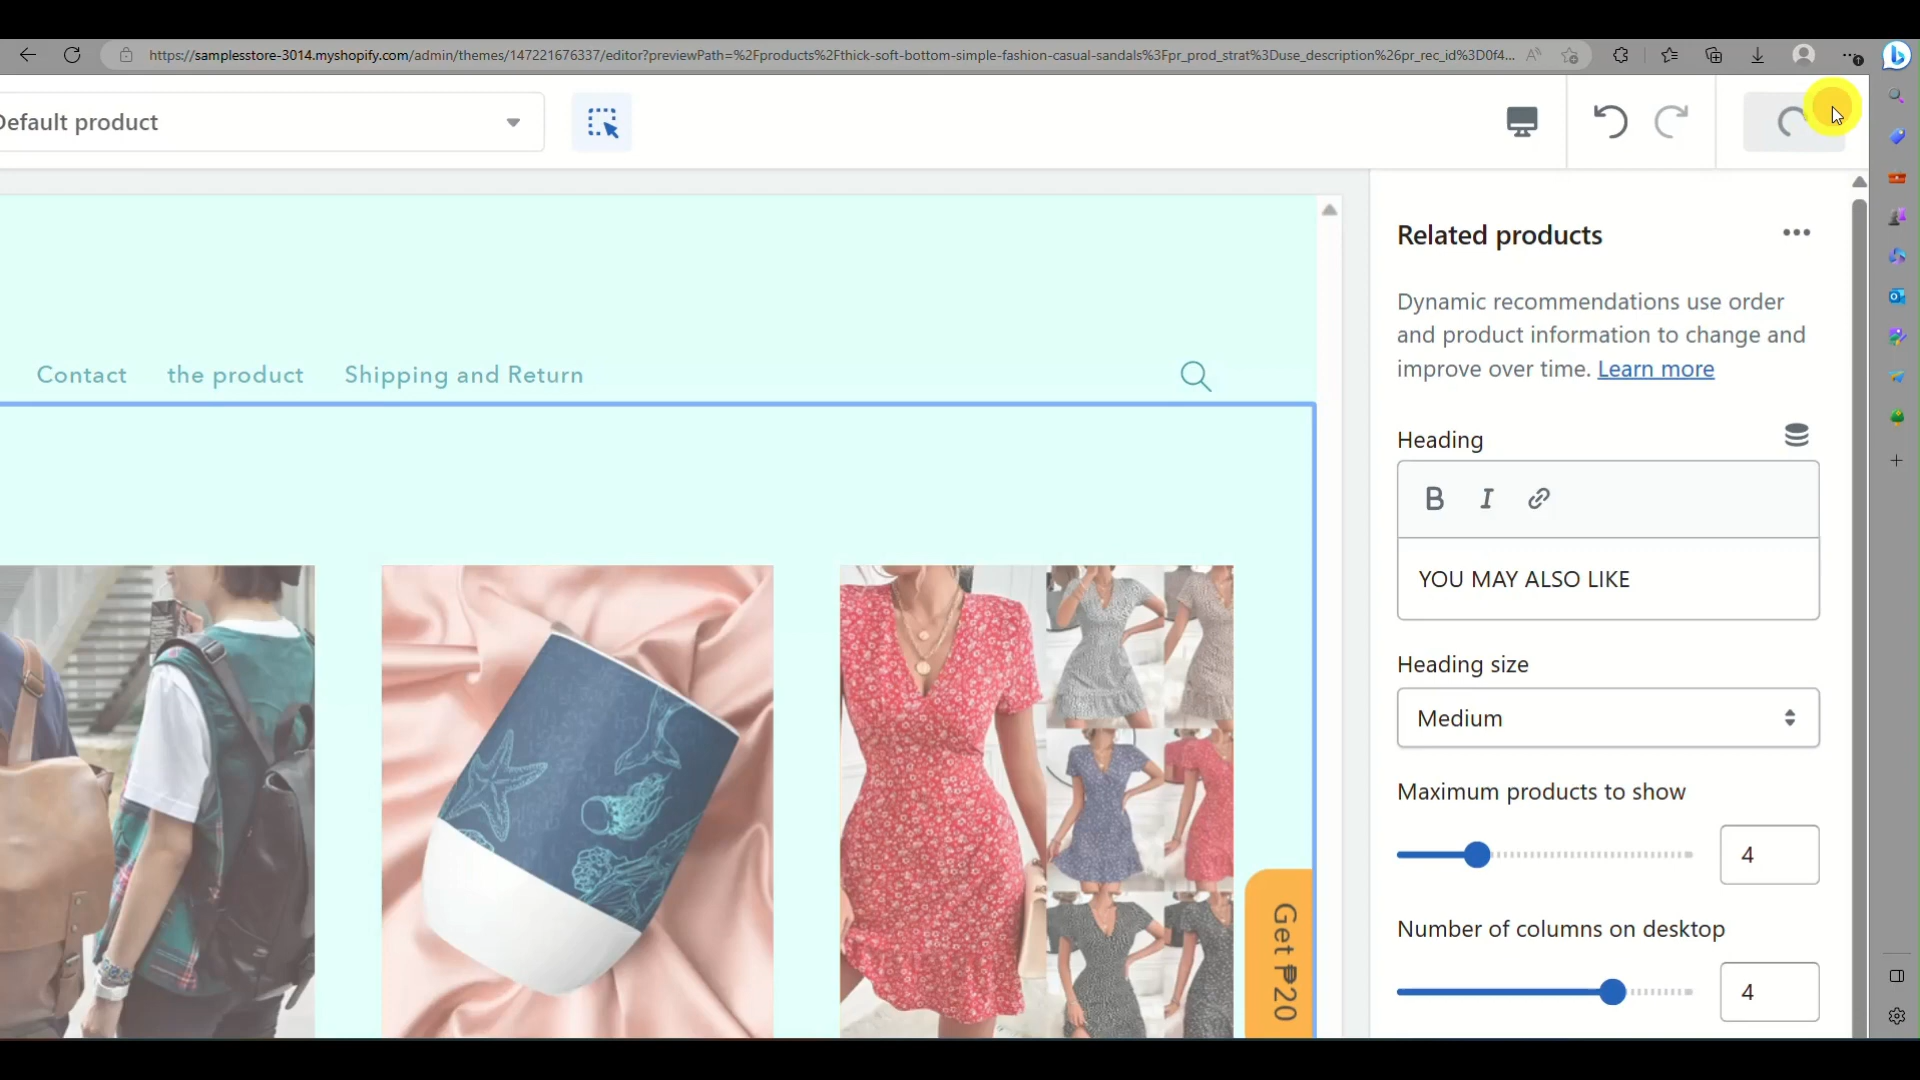 https://samplesstore-3014.myshopify.com/admin/themes/147221676337/editor?previewPath=%2Fproducts%2Fthick-soft-bottom-simple-fashion-casual-sandals%3Fpr_prod_strat%3Duse_description%26pr_rec_id%3D0f4...
Default product
Contact
the product
Shipping and Return
Get ₱20
Related products
Dynamic recommendations use order
and product information to change and
improve over time. Learn more
Heading
B I
YOU MAY ALSO LIKE
Heading size
Medium
Maximum products to show
4
Number of columns on desktop
4